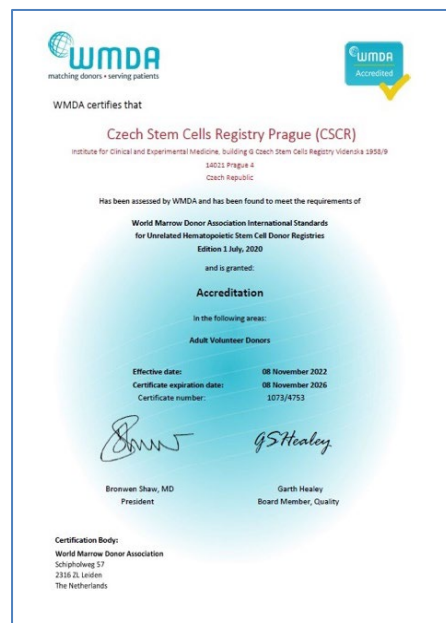 WMDA
matching donors • serving patients
WMDA
Accredited
WMDA certifies that
Czech Stem Cells Registry Prague (CSCR)
Institute for Clinical and Experimental Medicine, building G Czech Stem Cells Registry Videnska 1958/9
14021 Prague 4
Czech Republic
Has been assessed by WMDA and has been found to meet the requirements of
World Marrow Donor Association International Standards
for Unrelated Hematopoietic Stem Cell Donor Registries
Edition 1 July, 2020
and is granted:
Accreditation
In the following areas:
Adult Volunteer Donors
Effective date: 08 November 2022
Certificate expiration date: 08 November 2026
Certificate number: 1073/4753
GSHealey
Bronwen Shaw, MD Garth Healey
President Board Member, Quality
Certification Body:
World Marrow Donor Association
Schipholweg 57
2316 ZL Leiden
The Netherlands